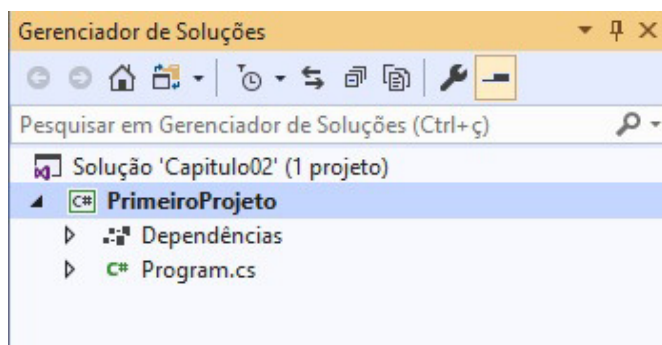 Gerenciador de Soluções
Pesquisar em Gerenciador de Soluções (Ctrl+ç)
Solução 'Capitulo02' (1 projeto)
C# PrimeiroProjeto
Dependências
C# Program.cs